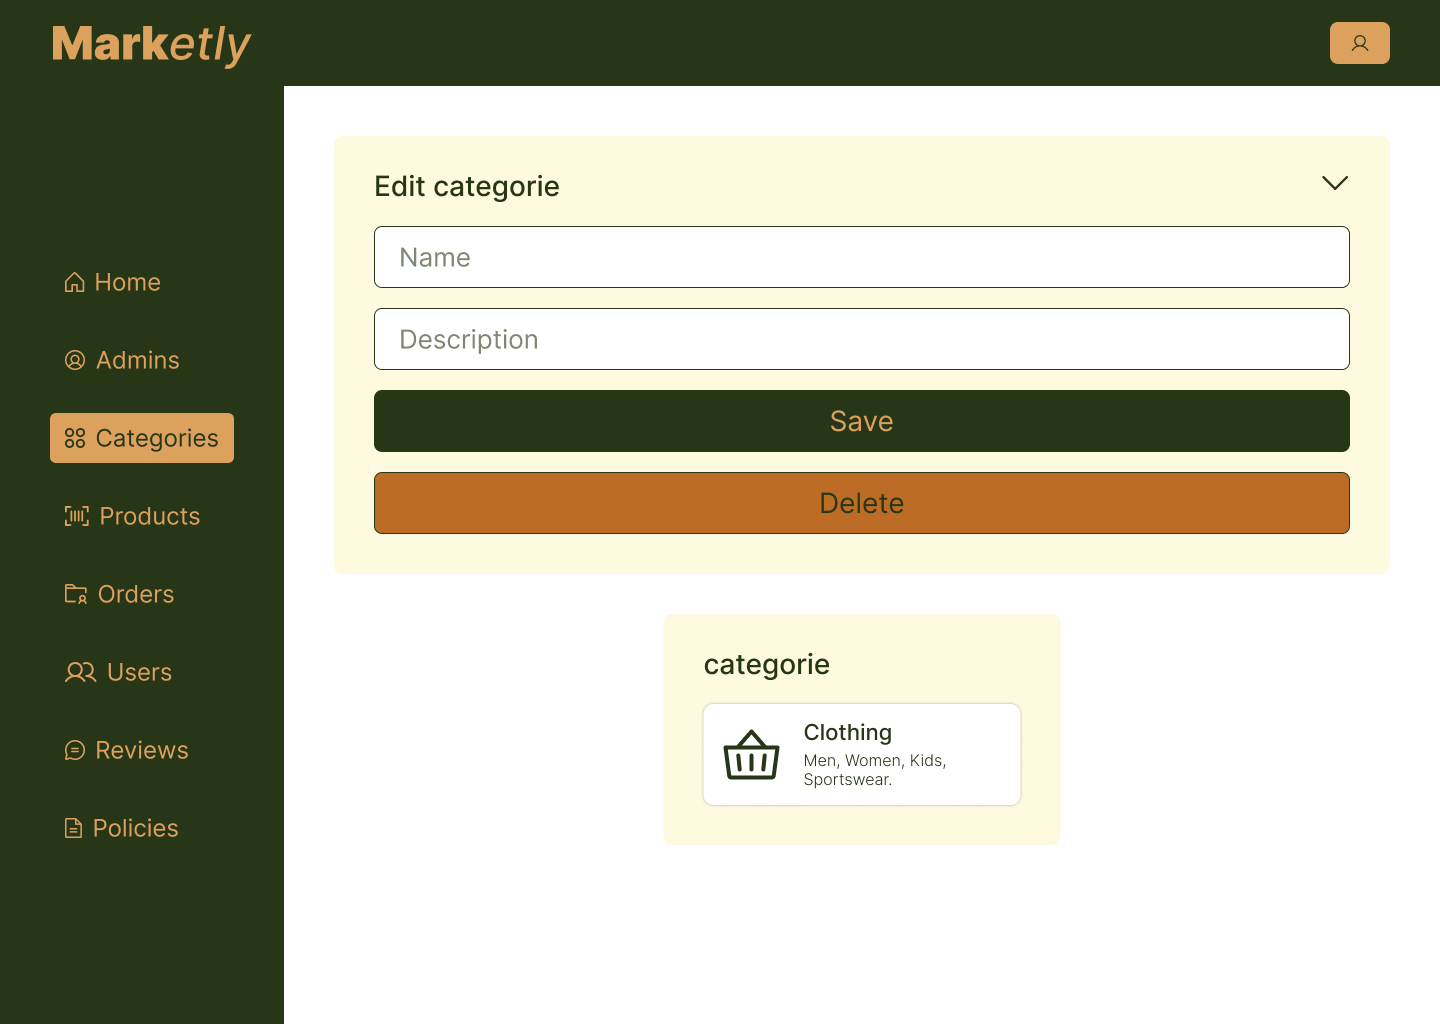 Marketly
Home
Admins
Categories
Products
Orders
Users
Reviews
Policies
Edit categorie
Name
Description
Save
Delete
categorie
Clothing
Men, Women, Kids,
Sportswear.